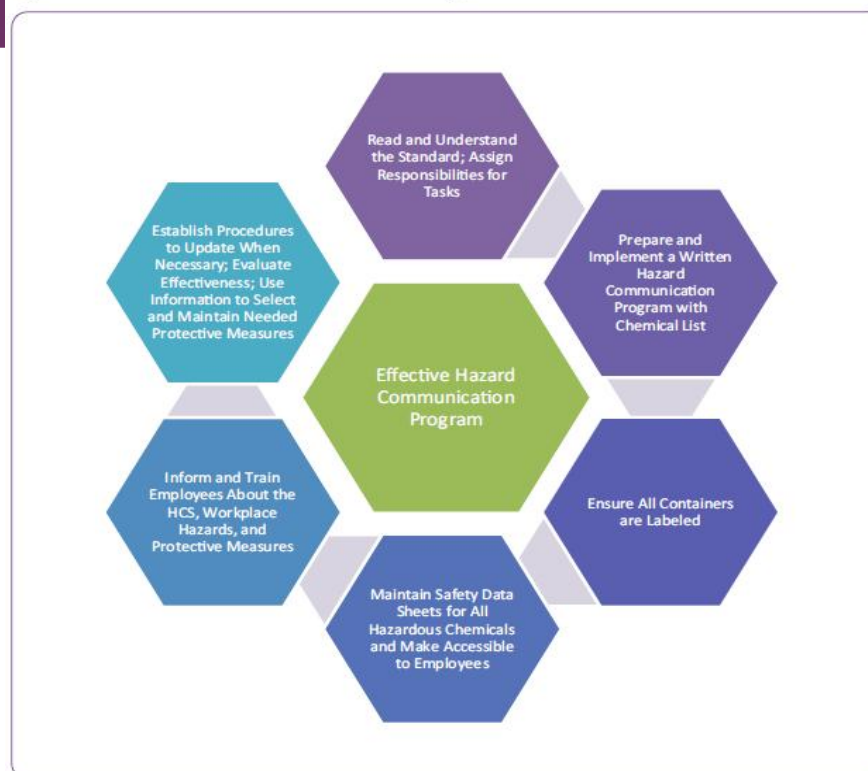 Read and Understand
the Standard; Assign
Responsibilities for
Tasks
Prepare and
Implement a Written
Hazard
Communication
Program with
Chemical List
Ensure All Containers
are Labeled
Maintain Safety Data
Sheets for All
Hazardous Chemicals
and Make Accessible
to Employees
Inform and Train
Employees About the
HCS, Workplace
Hazards, and
Protective Measures
Establish Procedures
to Update When
Necessary; Evaluate
Effectiveness; Use
Information to Select
and Maintain Needed
Protective Measures
Effective Hazard
Communication
Program